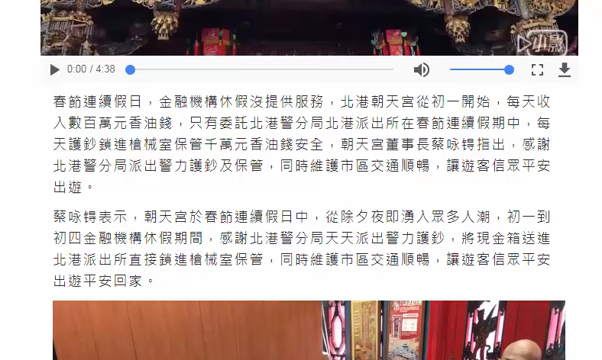 小飛
0:00 / 4:38
春節連續假日，金融機構休假沒提供服務，北港朝天宮從初一開始，每天收
入數百萬元香油錢，只有委託北港警分局北港派出所在春節連續假期中，每
天護鈔鎖進槍械室保管千萬元香油錢安全，朝天宮董事長蔡咏锝指出，感謝
北港警分局派出警力護鈔及保管，同時維護市區交通順暢，讓遊客信眾平安
出遊。
蔡咏锝表示，朝天宮於春節連續假日中，從除夕夜即湧入眾多人潮，初一到
初四金融機構休假期間，感謝北港警分局天天派出警力護鈔，將現金箱送進
北港派出所直接鎖進槍械室保管，同時維護市區交通順暢，讓遊客信眾平安
出遊平安回家。